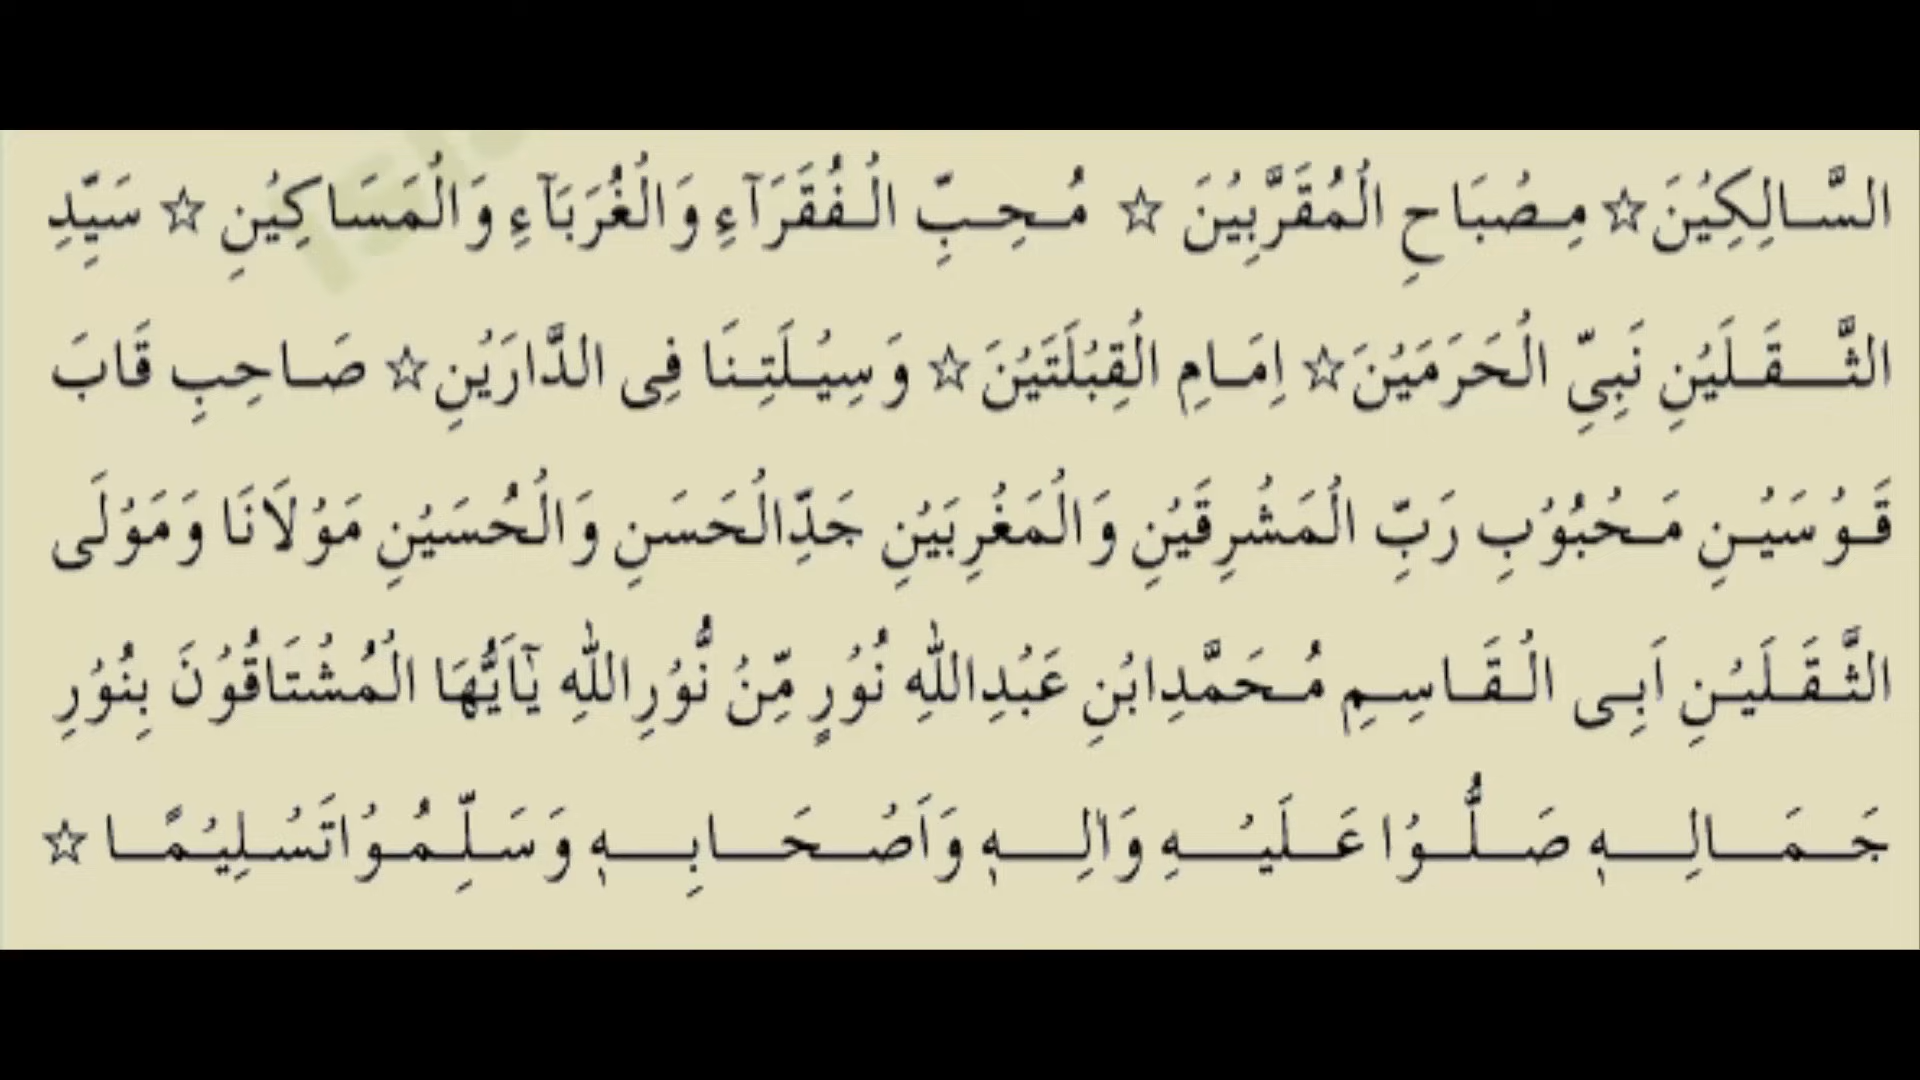 السَّالِكِيْنَ ☆ مِصْبَاحِ الْمُقَرَّبِيْنَ ☆ مُحِبِّ الْفُقَرَآءِ وَالْغُرَبَآءِ وَالْمَسَاكِيْنِ ☆ سَيِّدِ
الثَّقَلَيْنِ نَبِيِّ الْحَرَمَيْنَ ☆ اِمَامِ الْقِبْلَتَيْنَ ☆ وَسِيْلَتِنَا فِى الدَّارَيْنِ ☆ صَاحِبِ قَابَ
قَوْسَيْنِ مَحْبُوْبِ رَبِّ الْمَشْرِقَيْنِ وَالْمَغْرِبَيْنِ جَدِّالْحَسَنِ وَالْحُسَيْنِ مَوْلَانَا وَمَوْلَى
الثَّقَلَيْنِ اَبِى الْقَاسِمِ مُحَمَّدِابْنِ عَبْدِاللّٰهِ نُوْرٍ مِّنْ نُّوْرِاللّٰهِ يٰٓاَيُّهَا الْمُشْتَاقُوْنَ بِنُوْرِ
جَمَالِهٖ صَلُّوْا عَلَيْهِ وَاٰلِهٖ وَاَصْحَابِهٖ وَسَلِّمُوْاتَسْلِيْمًا ☆